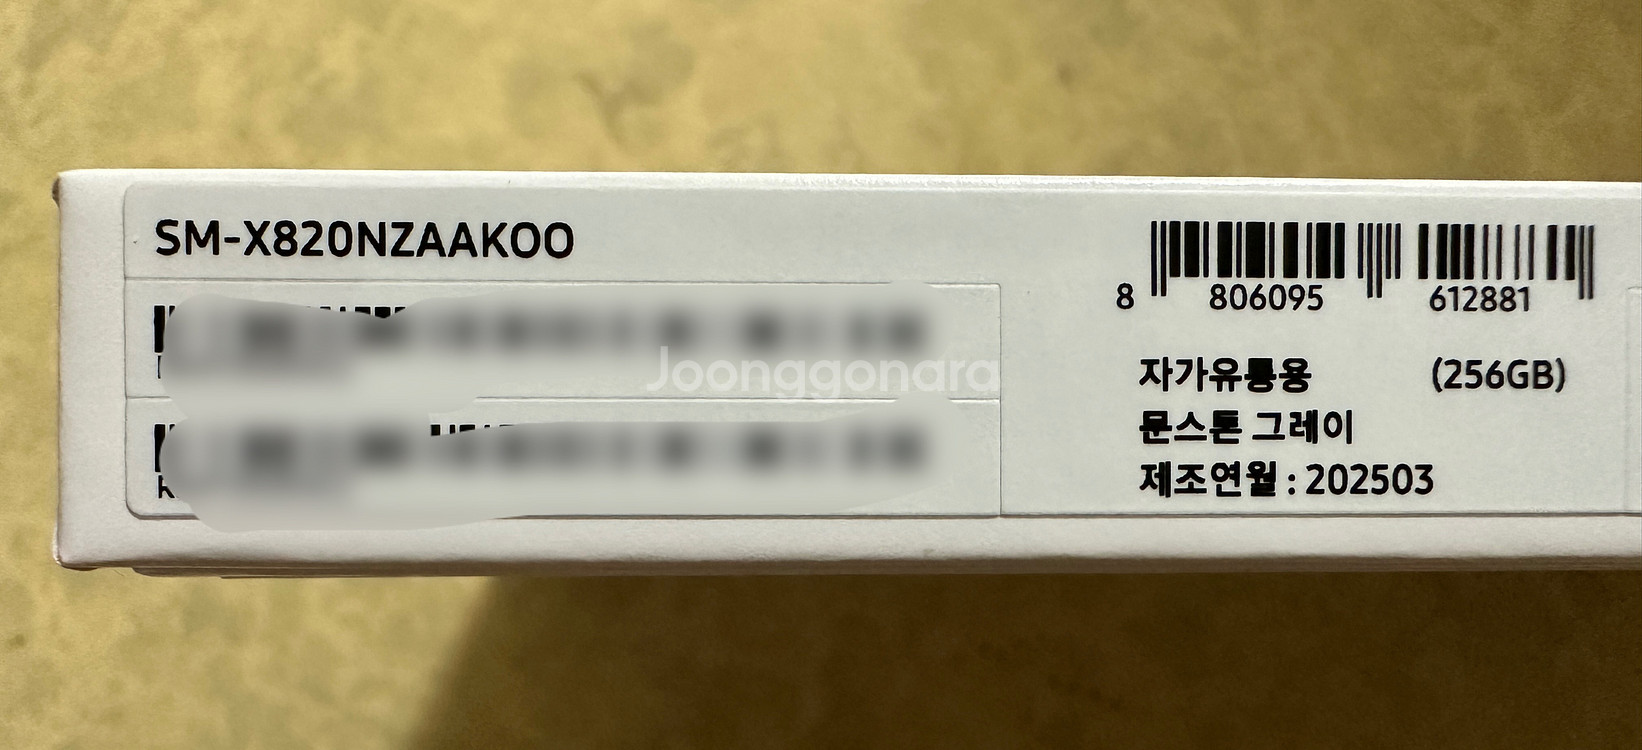 SM-X820NZAAKOO
8 806095 612881
Joonggonara
자가유통용 (256GB)
문스톤 그레이
제조연월 : 202503